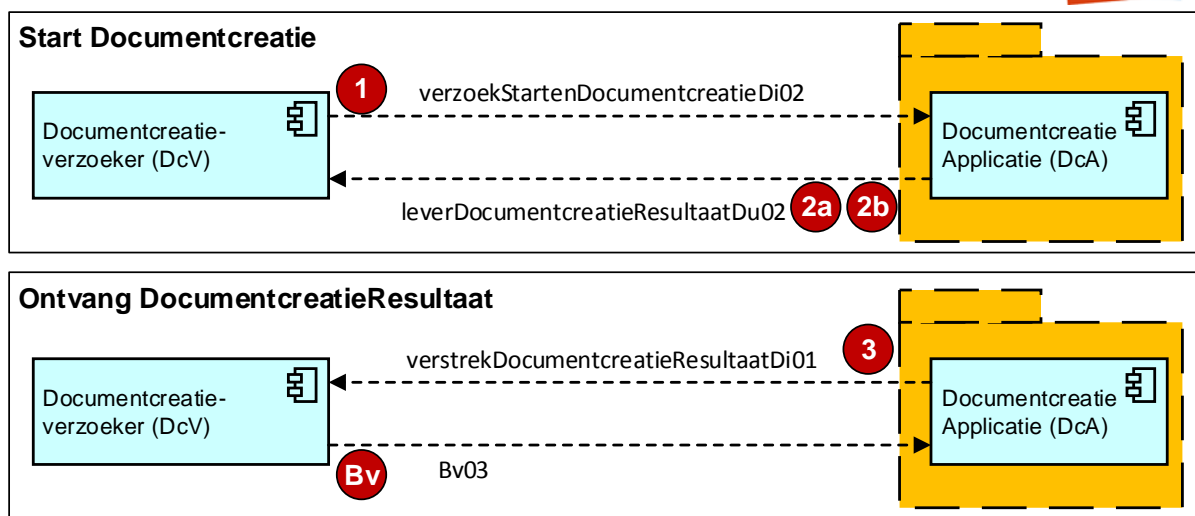 Start Documentcreatie
1
verzoekStartenDocumentcreatieDi02
Documentcreatie-
verzoeker (DcV)
Documentcreatie
Applicatie (DcA)
leverDocumentcreatieResultaatDu02
2a
2b
Ontvang DocumentcreatieResultaat
3
verstrekDocumentcreatieResultaatDi01
Documentcreatie-
verzoeker (DcV)
Documentcreatie
Applicatie (DcA)
Bv
Bv03